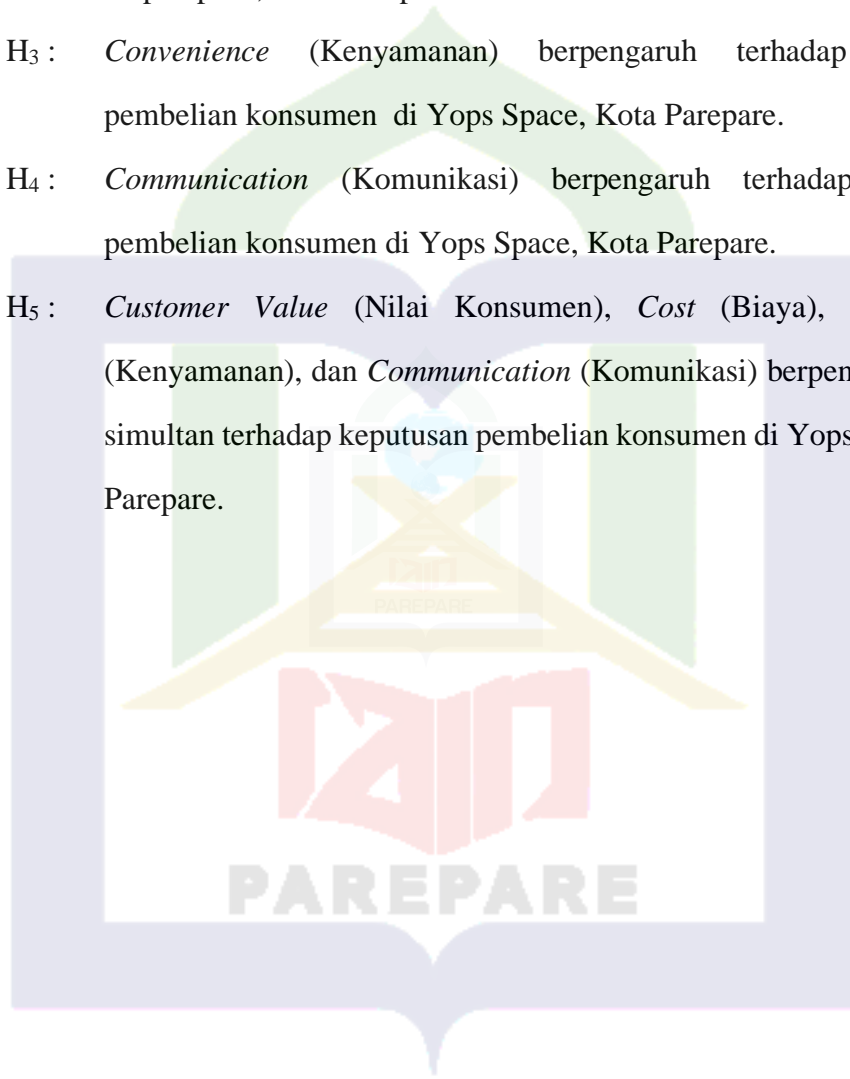 H3 : Convenience (Kenyamanan) berpengaruh terhadap
pembelian konsumen di Yops Space, Kota Parepare.
H4 : Communication (Komunikasi) berpengaruh terhadap
pembelian konsumen di Yops Space, Kota Parepare.
H5 : Customer Value (Nilai Konsumen), Cost (Biaya),
(Kenyamanan), dan Communication (Komunikasi)
simultan terhadap keputusan pembelian konsumen di Yops
Parepare.
PAREPARE
PAREPARE